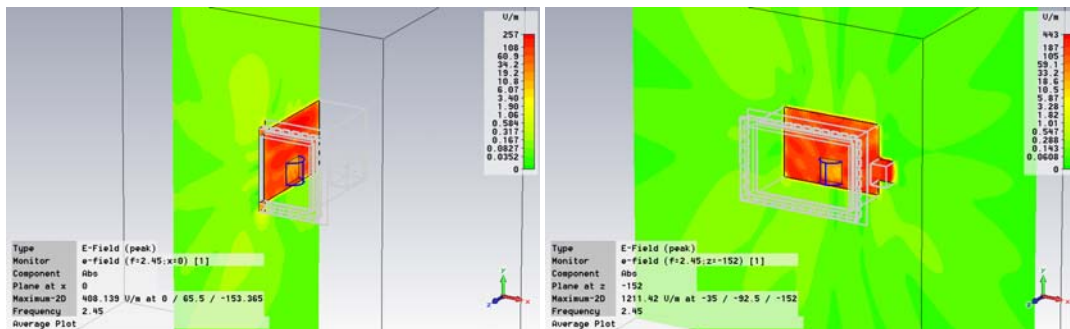 V/m
257
108
60.9
34.2
19.2
10.8
6.07
3.40
1.90
1.06
0.584
0.317
0.167
0.0827
0.0352
0
Type E-Field (peak)
Monitor e-field (f=2.45;x=0) [1]
Component Abs
Plane at x 0
Maximum-2D 408.139 V/m at 0 / 65.5 / -153.365
Frequency 2.45
Average Plot
y
z
x
V/m
443
187
105
59.1
33.2
18.6
10.5
5.87
3.28
1.82
1.01
0.547
0.288
0.143
0.0608
0
Type E-Field (peak)
Monitor e-field (f=2.45;z=-152) [1]
Component Abs
Plane at z -152
Maximum-2D 1211.42 V/m at -35 / -92.5 / -152
Frequency 2.45
Average Plot
y
z
x